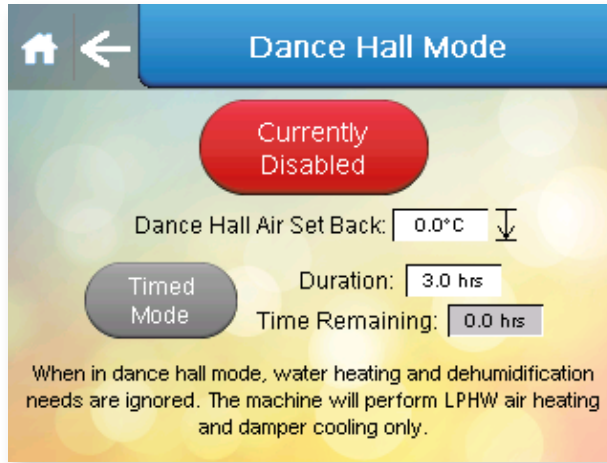 Dance Hall Mode
Currently
Disabled
Dance Hall Air Set Back: 0.0°C
Timed
Mode
Duration: 3.0 hrs
Time Remaining: 0.0 hrs
When in dance hall mode, water heating and dehumidification
needs are ignored. The machine will perform LPHW air heating
and damper cooling only.